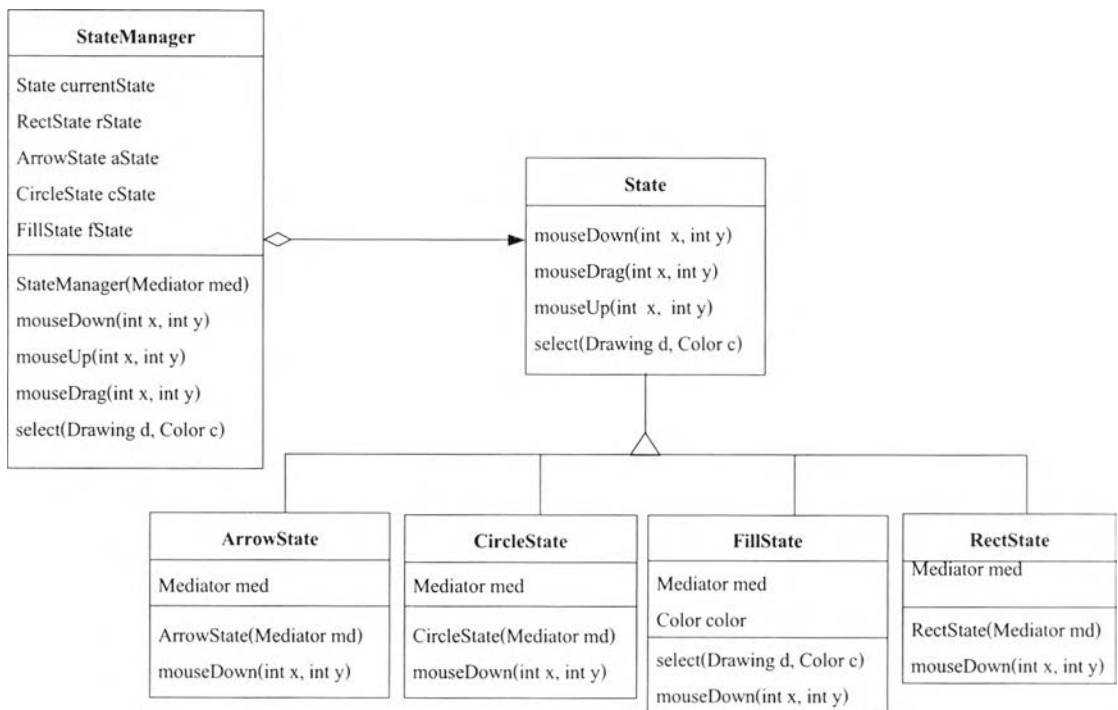 StateManager
State currentState
RectState rState
ArrowState aState
CircleState cState
FillState fState
StateManager(Mediator med)
mouseDown(int x, int y)
mouseUp(int x, int y)
mouseDrag(int x, int y)
select(Drawing d, Color c)
State
mouseDown(int x, int y)
mouseDrag(int x, int y)
mouseUp(int x, int y)
select(Drawing d, Color c)
ArrowState
Mediator med
ArrowState(Mediator md)
mouseDown(int x, int y)
CircleState
Mediator med
CircleState(Mediator md)
mouseDown(int x, int y)
FillState
Mediator med
Color color
select(Drawing d, Color c)
mouseDown(int x, int y)
RectState
Mediator med
RectState(Mediator md)
mouseDown(int x, int y)